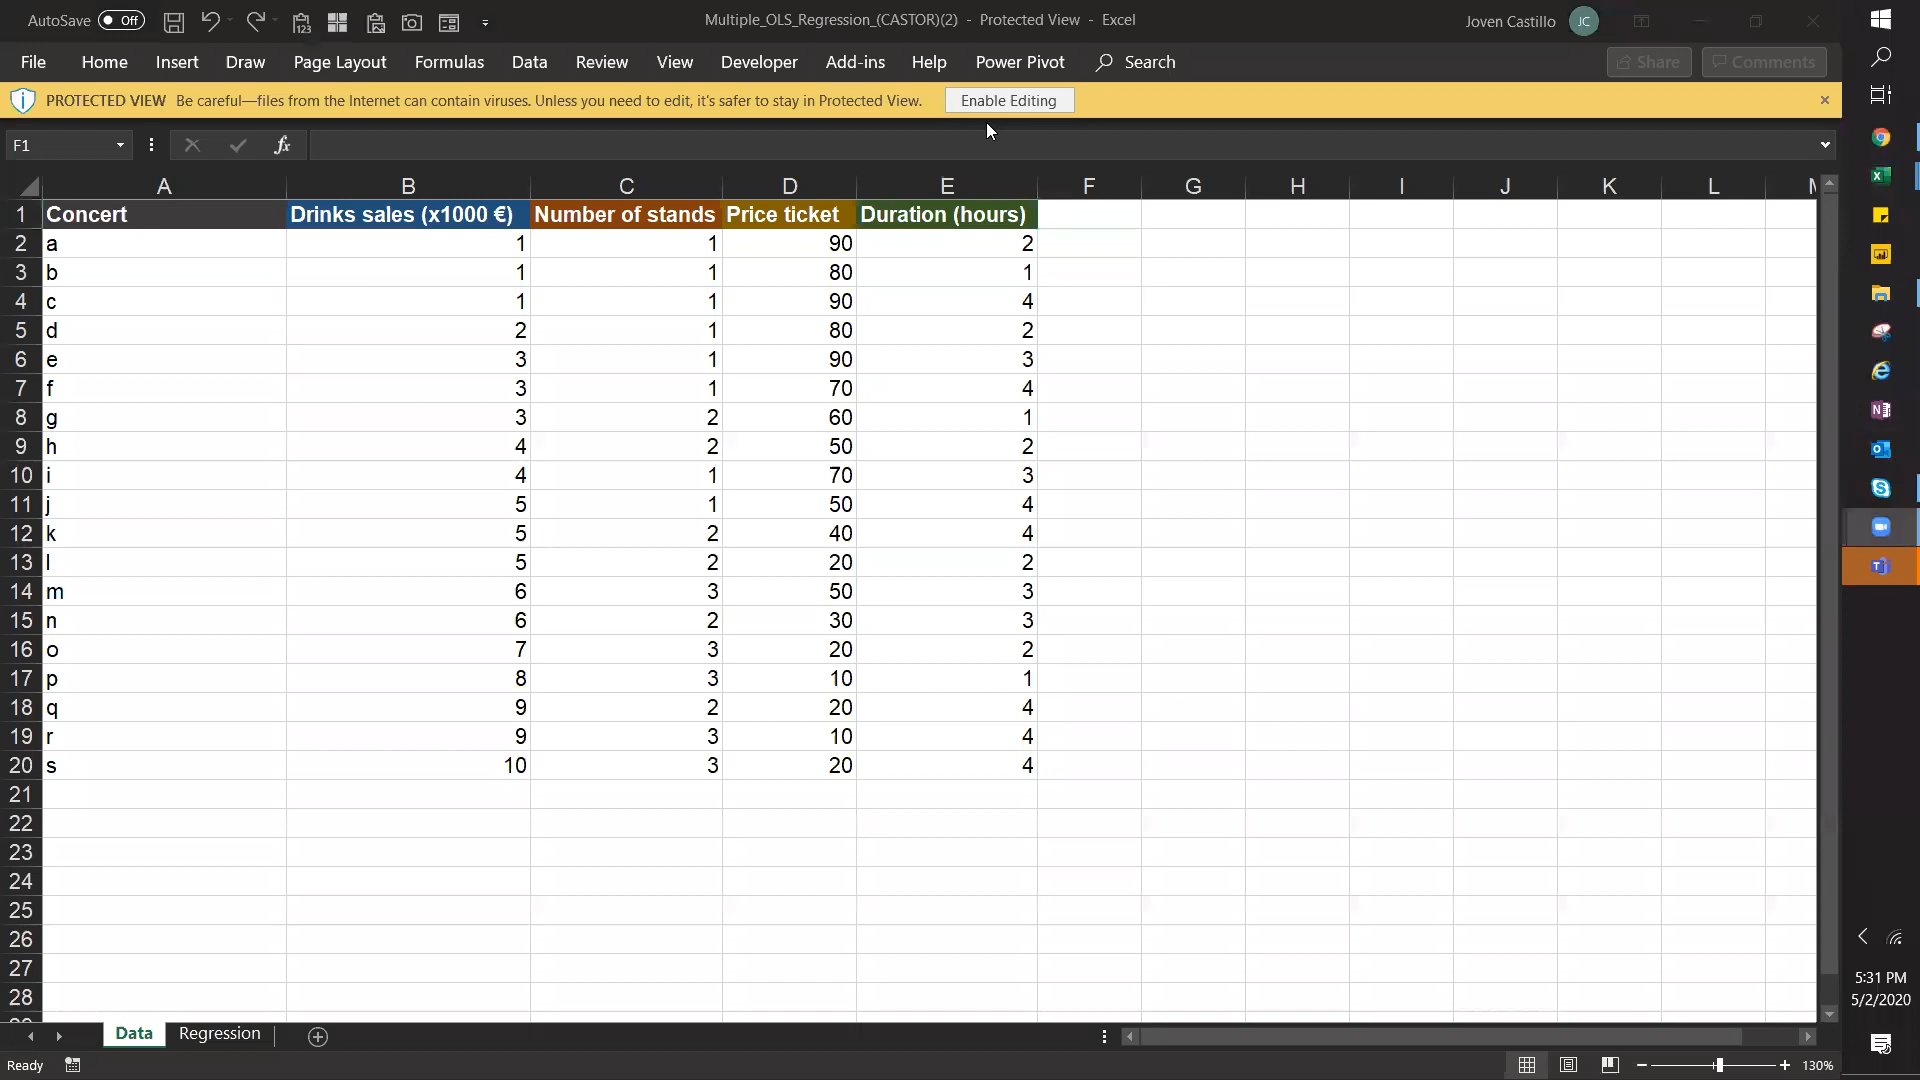 AutoSave Off Multiple_OLS_Regression_(CASTOR)(2) - Protected View - Excel Joven Castillo JC
File Home Insert Draw Page Layout Formulas Data Review View Developer Add-ins Help Power Pivot Search Share Comments
PROTECTED VIEW Be careful—files from the Internet can contain viruses. Unless you need to edit, it's safer to stay in Protected View. Enable Editing
F1 fx
A B C D E F G H I J K L M
1 Concert Drinks sales (x1000 €) Number of stands Price ticket Duration (hours)
2 a 1 1 90 2
3 b 1 1 80 1
4 c 1 1 90 4
5 d 2 1 80 2
6 e 3 1 90 3
7 f 3 1 70 4
8 g 3 2 60 1
9 h 4 2 50 2
10 i 4 1 70 3
11 j 5 1 50 4
12 k 5 2 40 4
13 l 5 2 20 2
14 m 6 3 50 3
15 n 6 2 30 3
16 o 7 3 20 2
17 p 8 3 10 1
18 q 9 2 20 4
19 r 9 3 10 4
20 s 10 3 20 4
21
22
23
24
25
26
27
28
Data Regression
Ready 130%
5:31 PM
5/2/2020